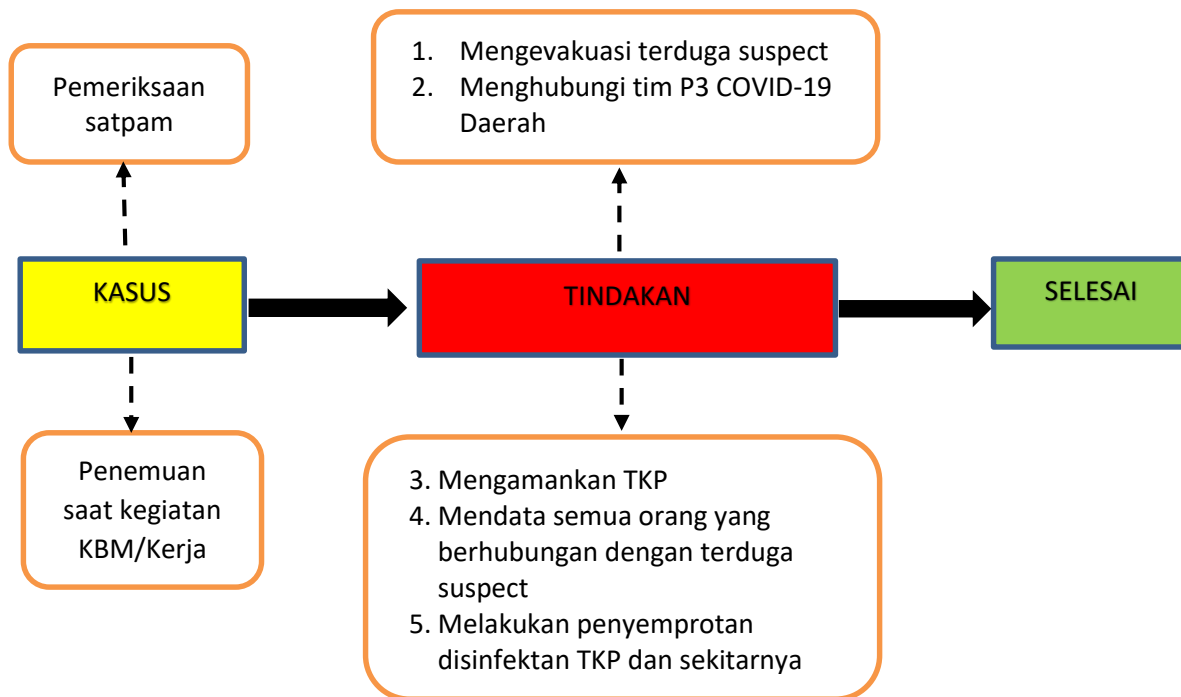 Pemeriksaan
satpam
1. Mengevakuasi terduga suspect
2. Menghubungi tim P3 COVID-19
Daerah
KASUS
TINDAKAN
SELESAI
Penemuan
saat kegiatan
KBM/Kerja
3. Mengamankan TKP
4. Mendata semua orang yang
berhubungan dengan terduga
suspect
5. Melakukan penyemprotan
disinfektan TKP dan sekitarnya